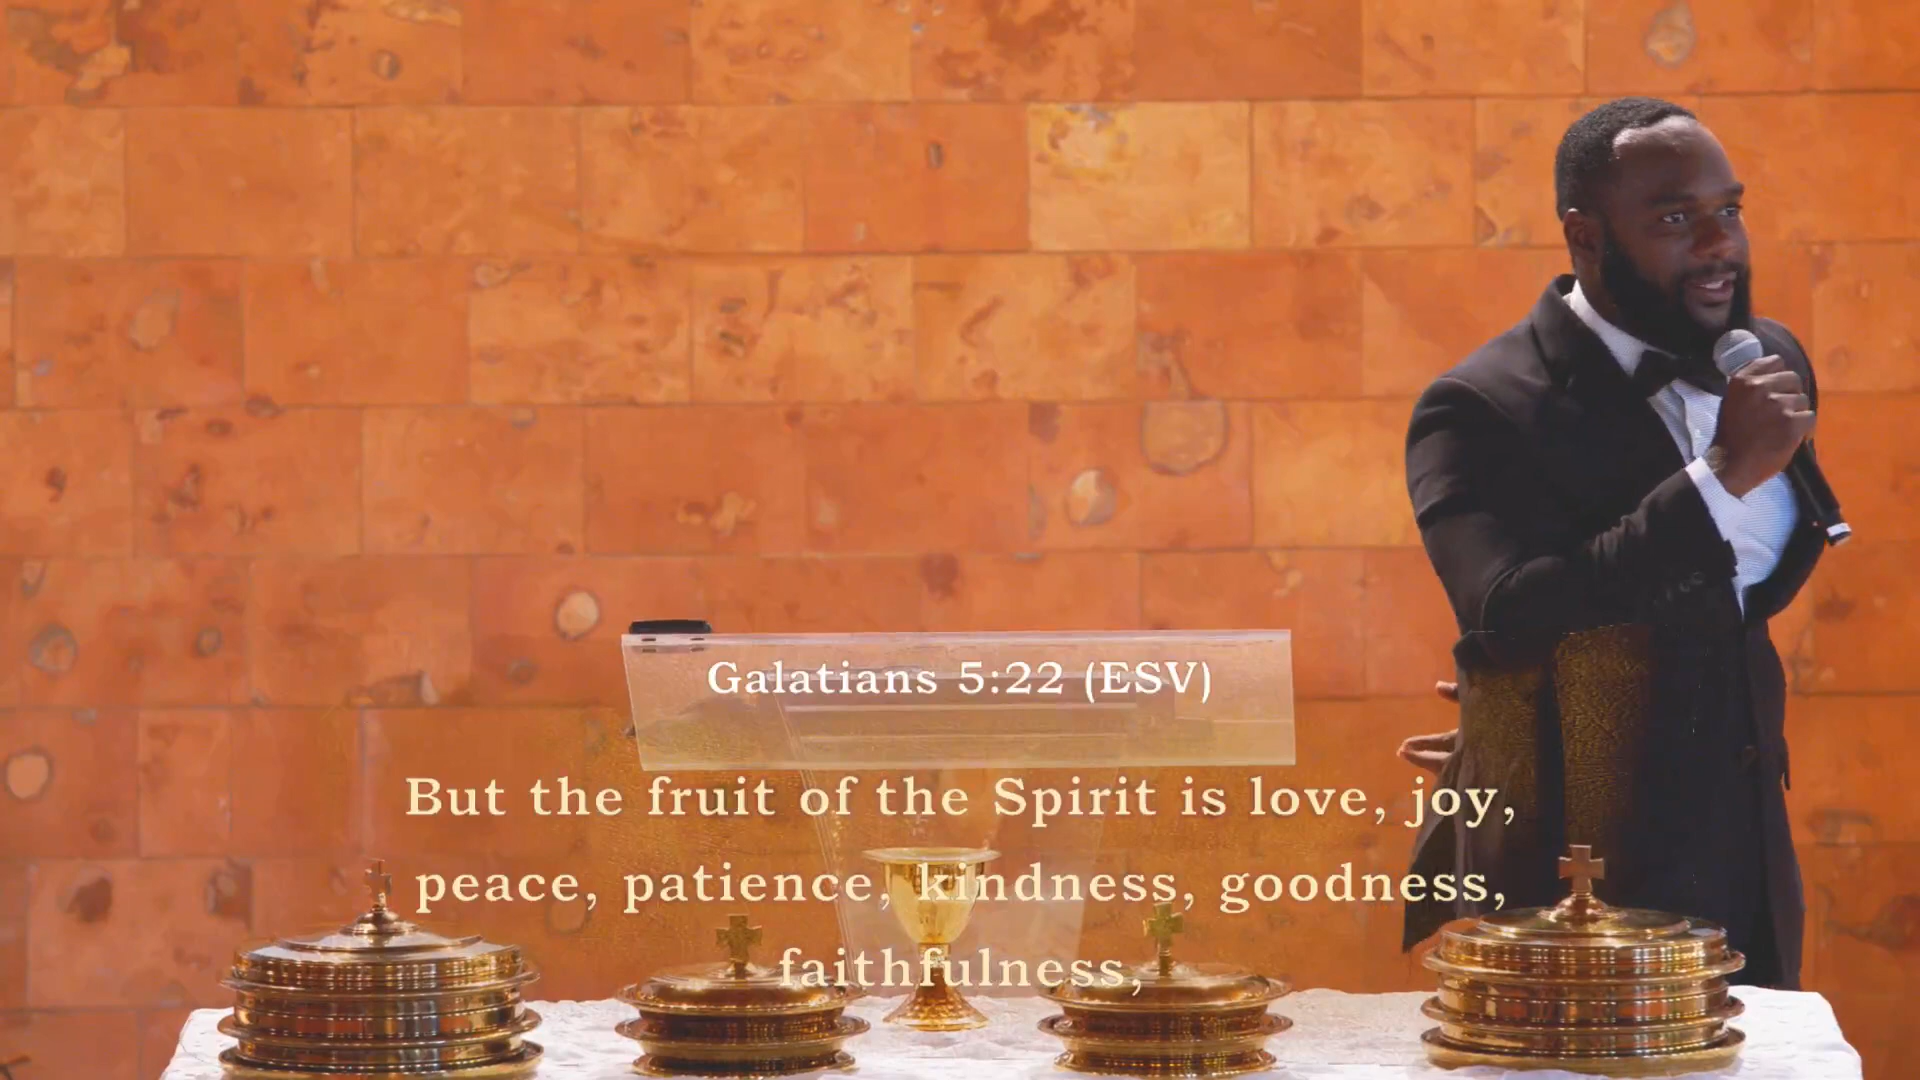 Galatians 5:22 (ESV)
But the fruit of the Spirit is love, joy,
peace, patience, kindness, goodness,
faithfulness,